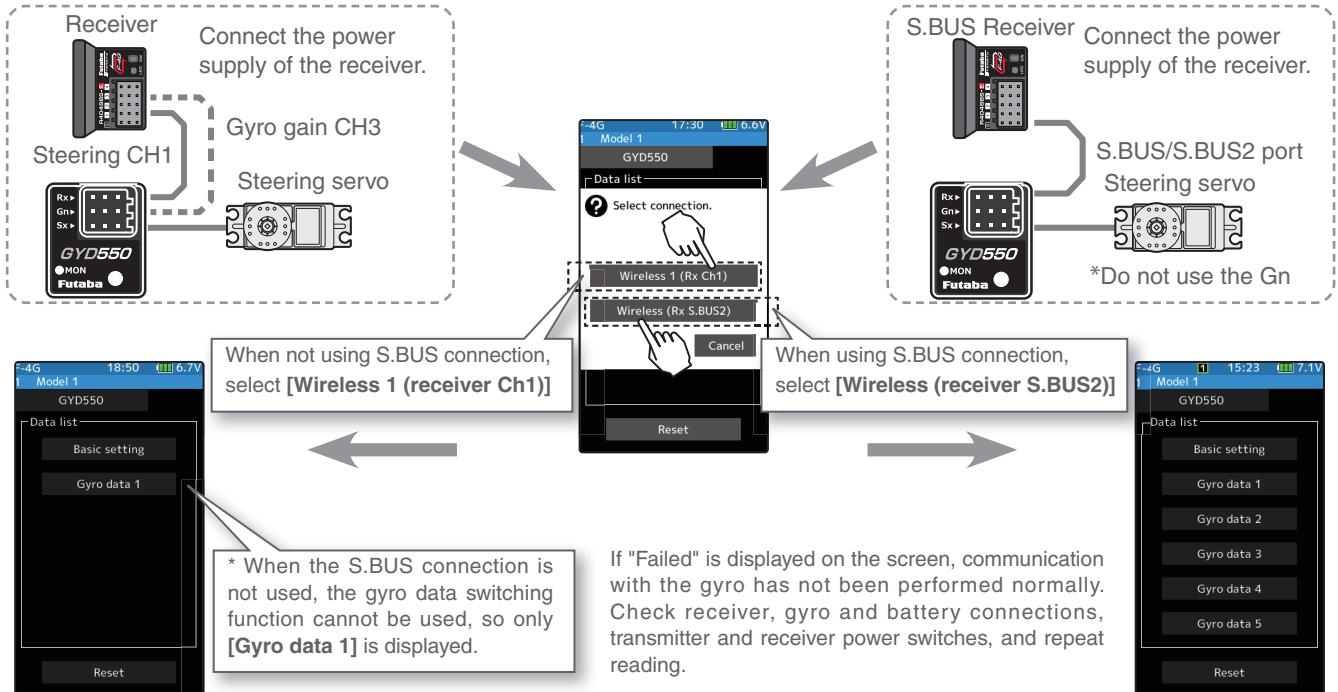 Receiver
Connect the power
supply of the receiver.
Gyro gain CH3
Steering CH1
Steering servo
Rx
Gn
Sx
GYD550
MON
Futaba
S.BUS Receiver
Connect the power
supply of the receiver.
S.BUS/S.BUS2 port
Steering servo
Rx
Gn
Sx
GYD550
MON
Futaba
*Do not use the Gn
-4G 17:30 6.6V
1 Model 1
GYD550
Data list
? Select connection.
Wireless 1 (Rx Ch1)
Wireless (Rx S.BUS2)
Cancel
Reset
When not using S.BUS connection,
select [Wireless 1 (receiver Ch1)]
When using S.BUS connection,
select [Wireless (receiver S.BUS2)]
-4G 18:50 6.7V
1 Model 1
GYD550
Data list
Basic setting
Gyro data 1
Reset
* When the S.BUS connection is
not used, the gyro data switching
function cannot be used, so only
[Gyro data 1] is displayed.
If "Failed" is displayed on the screen, communication
with the gyro has not been performed normally.
Check receiver, gyro and battery connections,
transmitter and receiver power switches, and repeat
reading.
-4G 1 15:23 7.1V
1 Model 1
GYD550
Data list
Basic setting
Gyro data 1
Gyro data 2
Gyro data 3
Gyro data 4
Gyro data 5
Reset